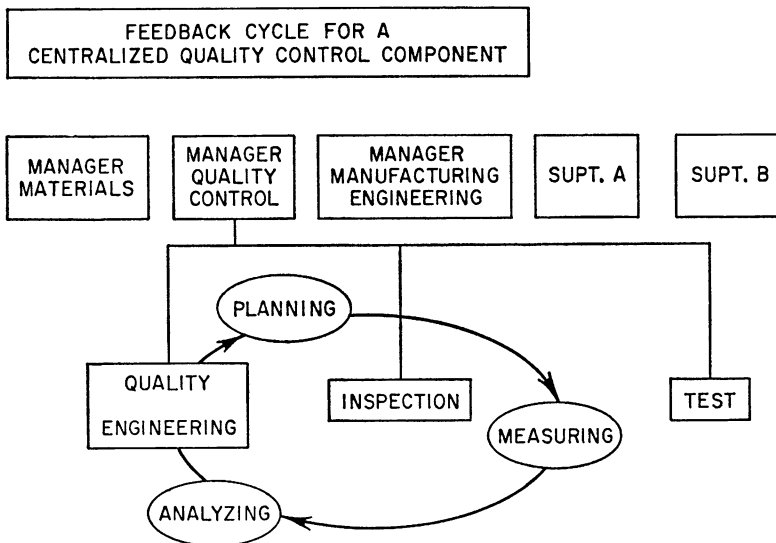 FEEDBACK CYCLE FOR A
CENTRALIZED QUALITY CONTROL COMPONENT
MANAGER
MATERIALS
MANAGER
QUALITY
CONTROL
MANAGER
MANUFACTURING
ENGINEERING
SUPT. A
SUPT. B
PLANNING
QUALITY
ENGINEERING
INSPECTION
MEASURING
TEST
ANALYZING